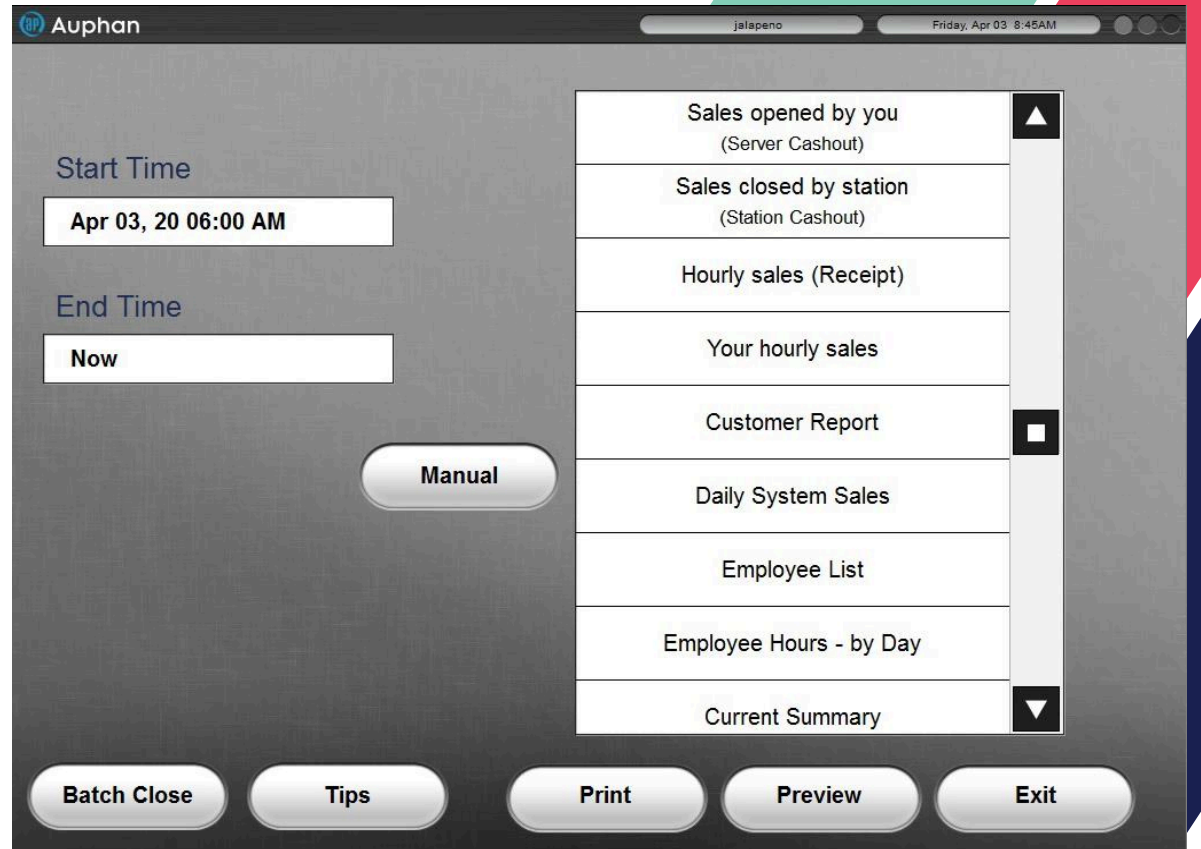 Auphan
jalapeno
Friday, Apr 03 8:45AM
Start Time
Apr 03, 20 06:00 AM
End Time
Now
Manual
Sales opened by you
(Server Cashout)
Sales closed by station
(Station Cashout)
Hourly sales (Receipt)
Your hourly sales
Customer Report
Daily System Sales
Employee List
Employee Hours - by Day
Current Summary
Batch Close
Tips
Print
Preview
Exit